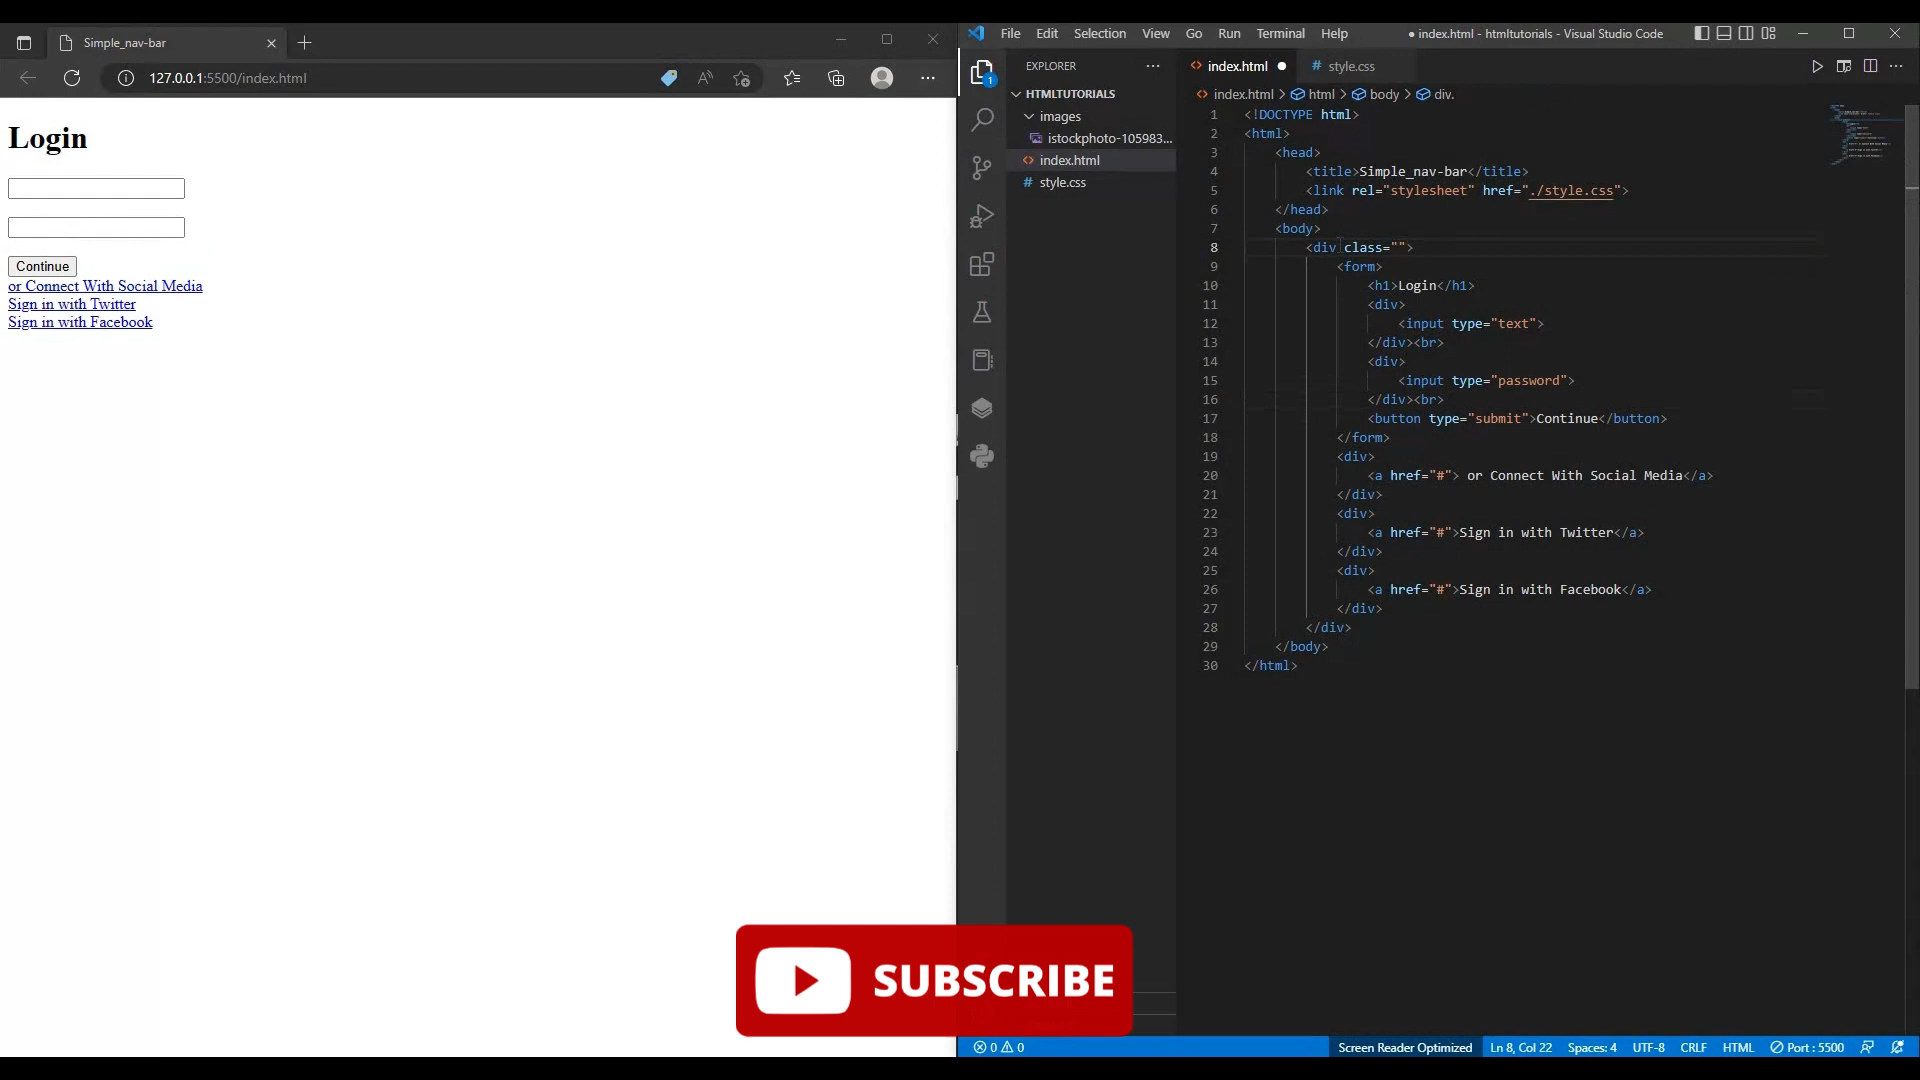 Simple_nav-bar
127.0.0.1:5500/index.html
Login
Continue
or Connect With Social Media
Sign in with Twitter
Sign in with Facebook
File Edit Selection View Go Run Terminal Help
● index.html - htmltutorials - Visual Studio Code
EXPLORER
1
HTMLTUTORIALS
images
istockphoto-105983...
index.html
style.css
index.html
style.css
index.html > html > body > div.
1 <!DOCTYPE html>
2 <html>
3 <head>
4 <title>Simple_nav-bar</title>
5 <link rel="stylesheet" href="./style.css">
6 </head>
7 <body>
8 <div class="">
9 <form>
10 <h1>Login</h1>
11 <div>
12 <input type="text">
13 </div><br>
14 <div>
15 <input type="password">
16 </div><br>
17 <button type="submit">Continue</button>
18 </form>
19 <div>
20 <a href="#"> or Connect With Social Media</a>
21 </div>
22 <div>
23 <a href="#">Sign in with Twitter</a>
24 </div>
25 <div>
26 <a href="#">Sign in with Facebook</a>
27 </div>
28 </div>
29 </body>
30 </html>
SUBSCRIBE
0 0
Screen Reader Optimized Ln 8, Col 22 Spaces: 4 UTF-8 CRLF HTML Port : 5500